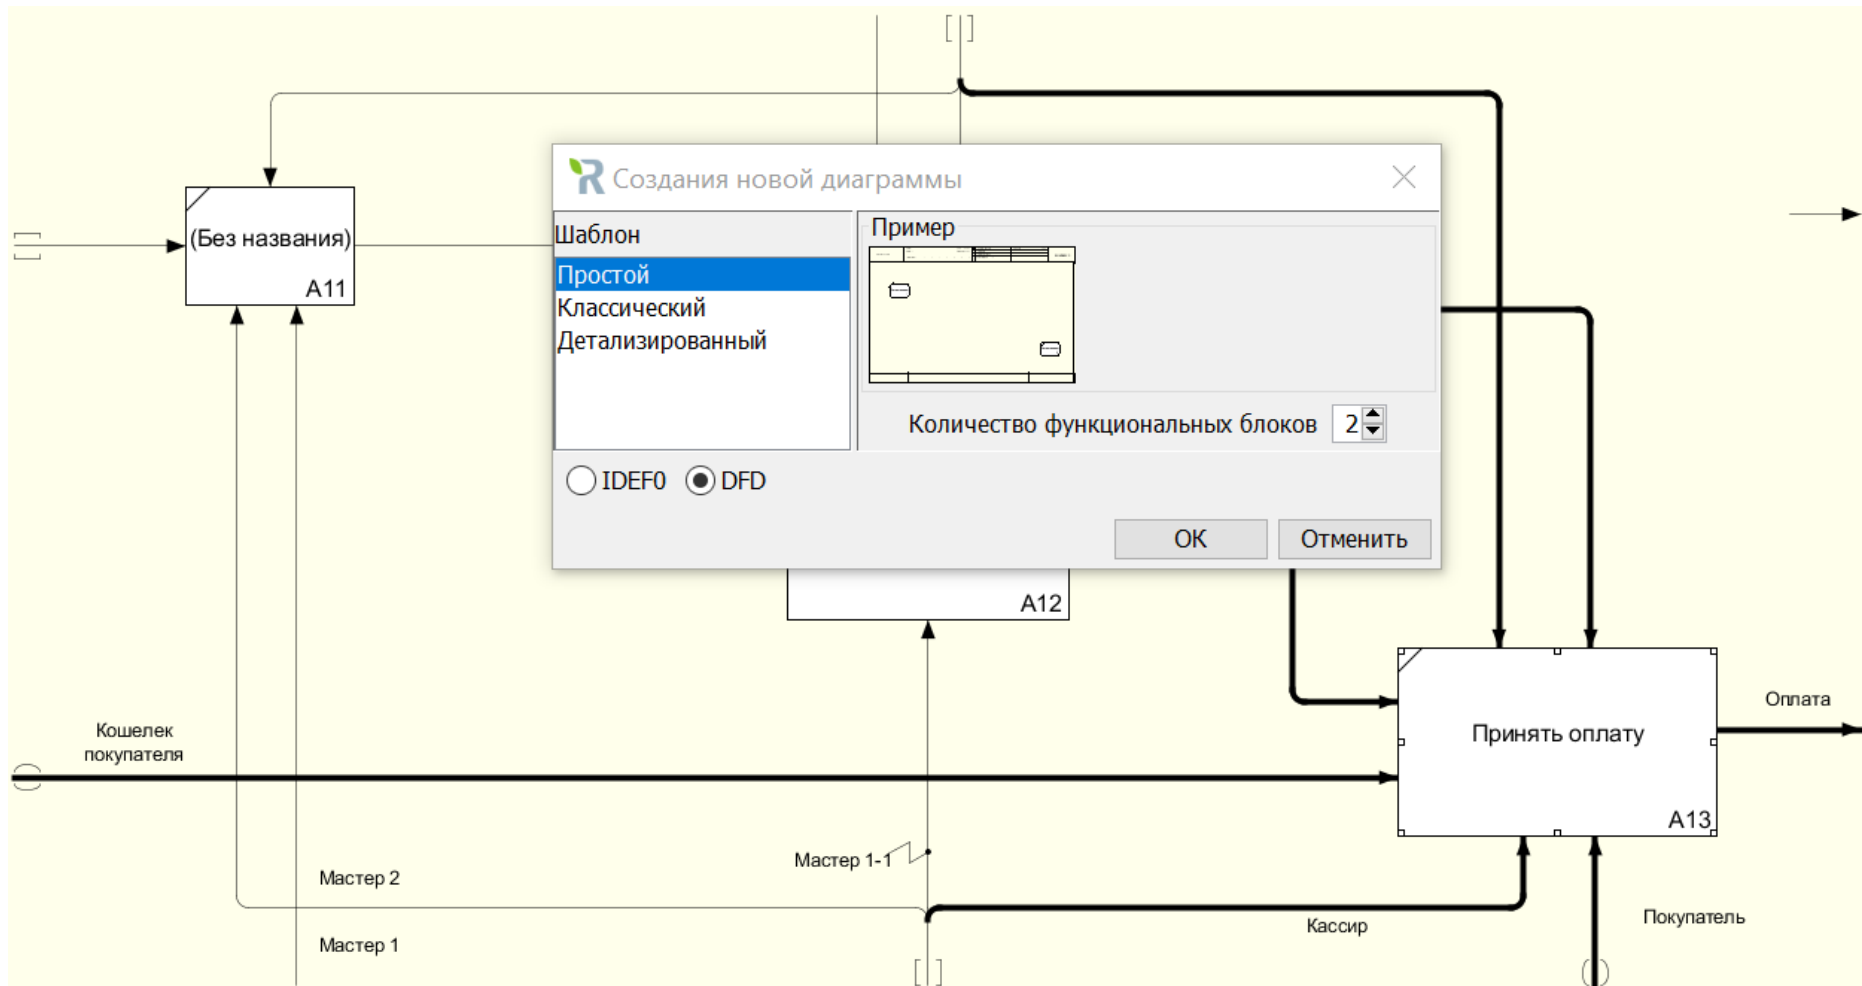 Создания новой диаграммы
Шаблон
Простой
Классический
Детализированный
Пример
Количество функциональных блоков 2
IDEF0 DFD
ОК Отменить
(Без названия)
A11
A12
Кошелек
покупателя
Принять оплату
A13
Оплата
Мастер 1-1
Мастер 2
Мастер 1
Кассир
Покупатель